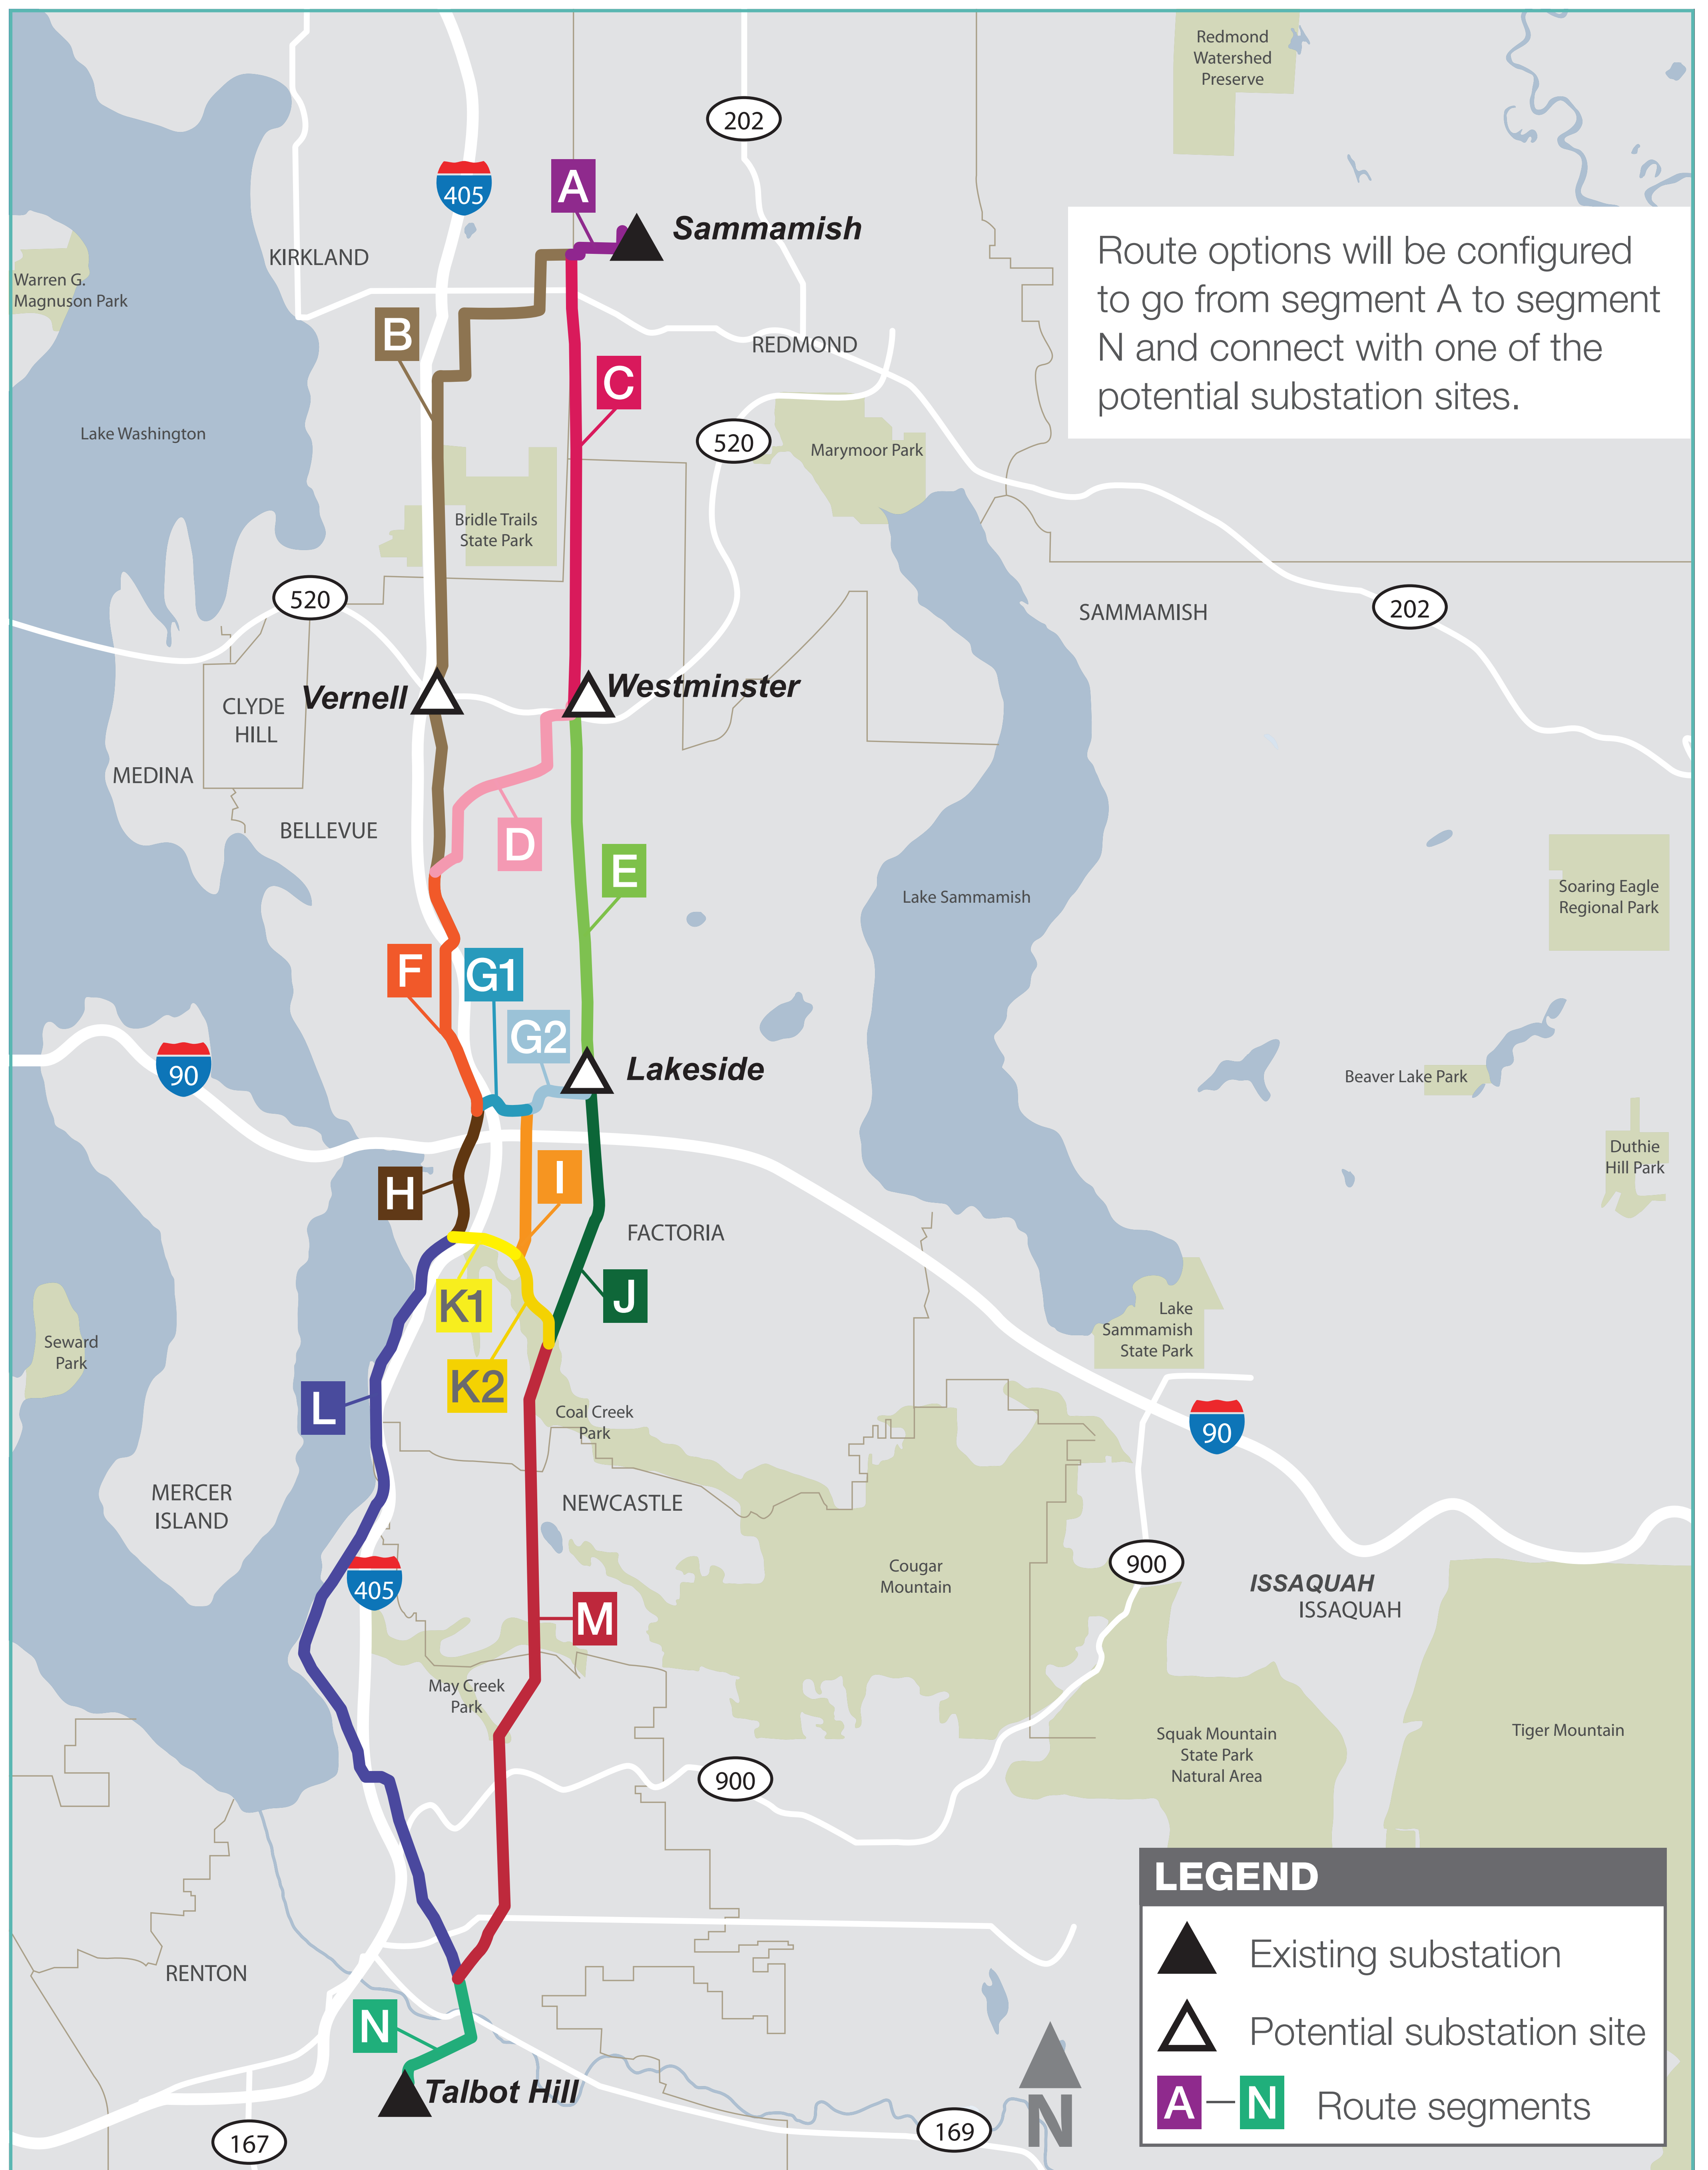 Redmond
Watershed
Preserve
202
405
A
Sammamish
KIRKLAND
Warren G.
Magnuson Park
Route options will be configured
to go from segment A to segment
N and connect with one of the
potential substation sites.
B
REDMOND
C
Lake Washington
520
Marymoor Park
Bridle Trails
State Park
520
SAMMAMISH
202
Vernell
Westminster
CLYDE
HILL
MEDINA
BELLEVUE
D
E
Lake Sammamish
Soaring Eagle
Regional Park
F
G1
G2
90
Lakeside
Beaver Lake Park
Duthie
Hill Park
H
I
FACTORIA
K1
J
Lake
Sammamish
State Park
Seward
Park
K2
L
Coal Creek
Park
90
MERCER
ISLAND
NEWCASTLE
Cougar
Mountain
900
405
ISSAQUAH
ISSAQUAH
M
May Creek
Park
Squak Mountain
State Park
Natural Area
Tiger Mountain
900
LEGEND
Existing substation
Potential substation site
A – N Route segments
RENTON
N
Talbot Hill
N
167
169